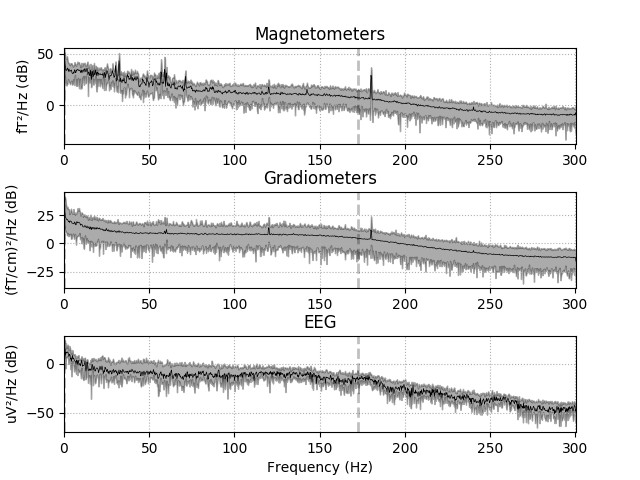 Magnetometers
fT²/Hz (dB)
50
0
0 50 100 150 200 250 300
Gradiometers
(fT/cm)²/Hz (dB)
25
0
−25
0 50 100 150 200 250 300
EEG
uV²/Hz (dB)
0
−50
0 50 100 150 200 250 300
Frequency (Hz)